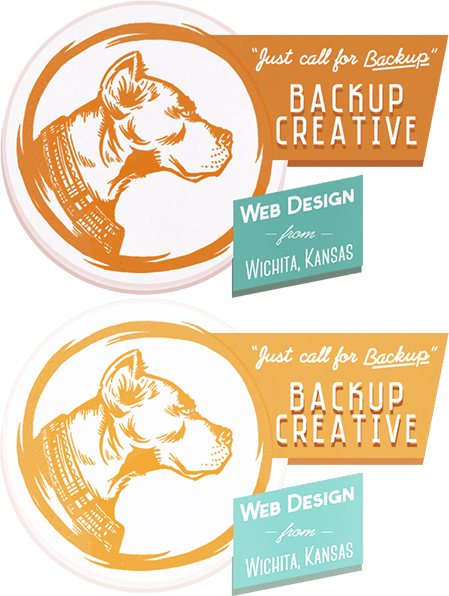 "Just call for Backup"
BACKUP
CREATIVE
WEB DESIGN
- from -
WICHITA, KANSAS
"Just call for Backup"
BACKUP
CREATIVE
WEB DESIGN
- from -
WICHITA, KANSAS